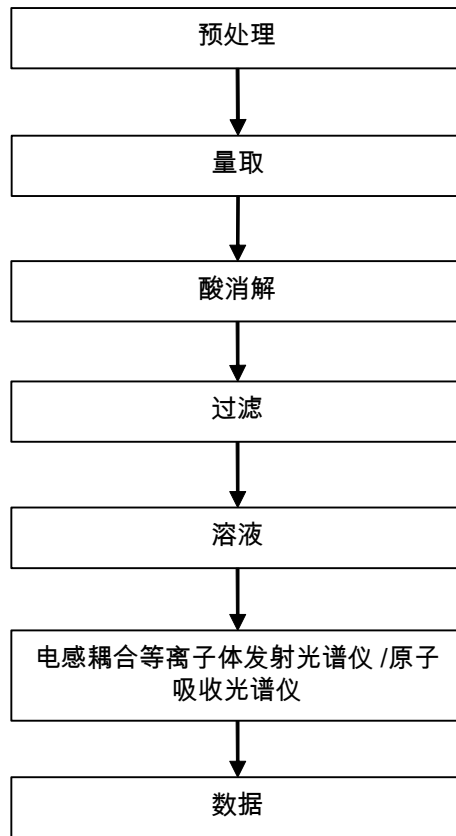 预处理
量取
酸消解
过滤
溶液
电感耦合等离子体发射光谱仪 /原子
吸收光谱仪
数据